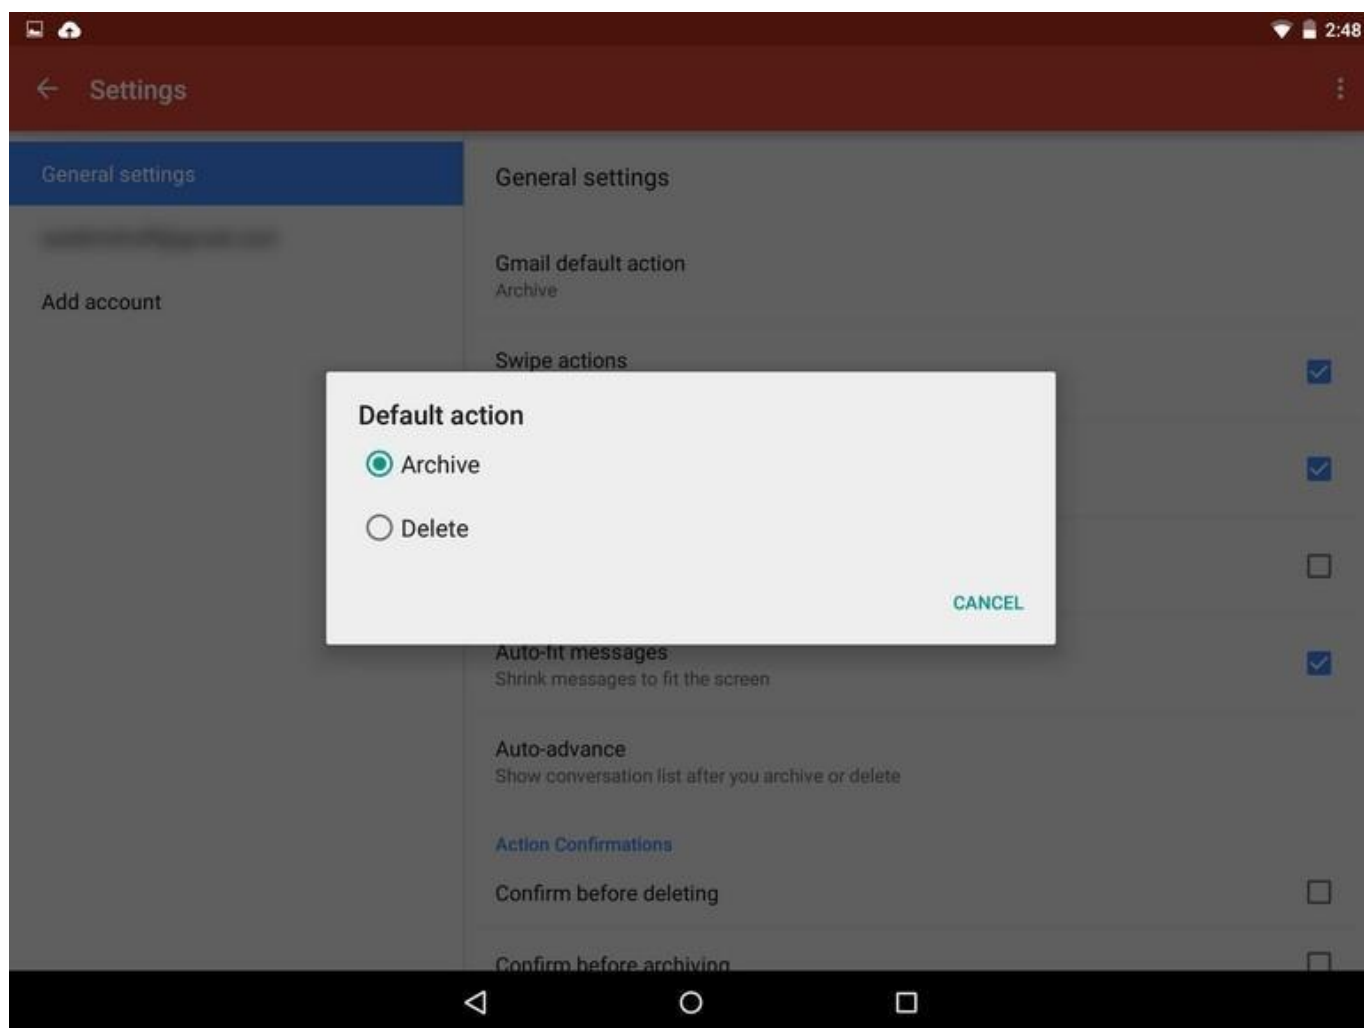 2:48
Settings
General settings
Add account
General settings
Gmail default action
Archive
Swipe actions
Default action
Archive
Delete
CANCEL
Auto-fit messages
Shrink messages to fit the screen
Auto-advance
Show conversation list after you archive or delete
Action Confirmations
Confirm before deleting
Confirm before archiving